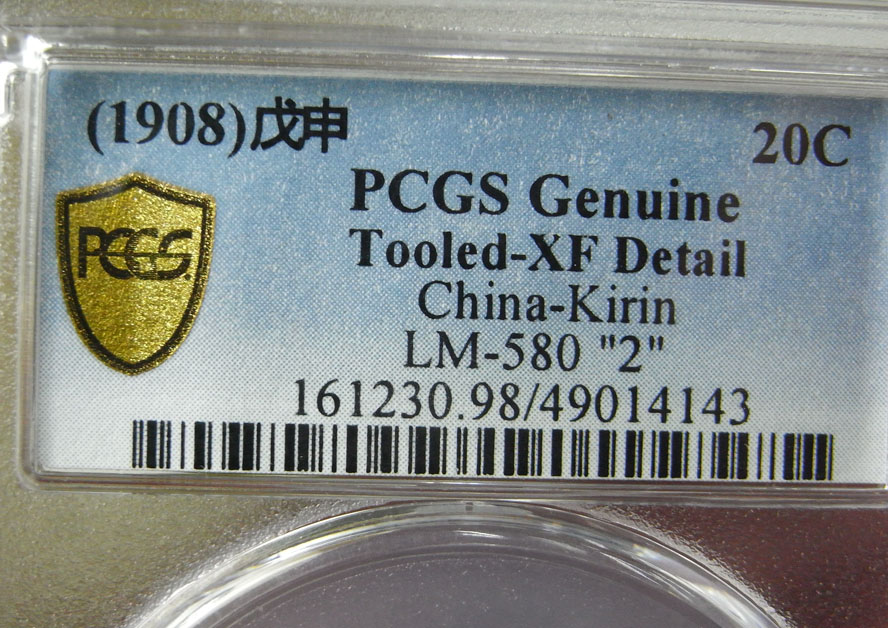 (1908)戊申 20C
PCGS Genuine
PCGS
Tooled-XF Detail
China-Kirin
LM-580 "2"
161230.98/49014143